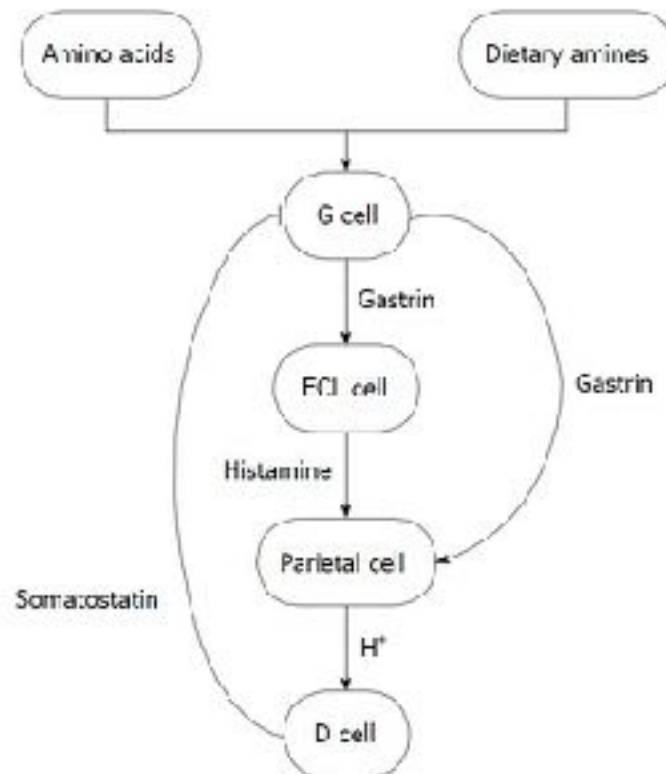 Amino acids
Dietary amines
G cell
Gastrin
ECL cell
Gastrin
Histamine
Parietal cell
Somatostatin
H⁺
D cell